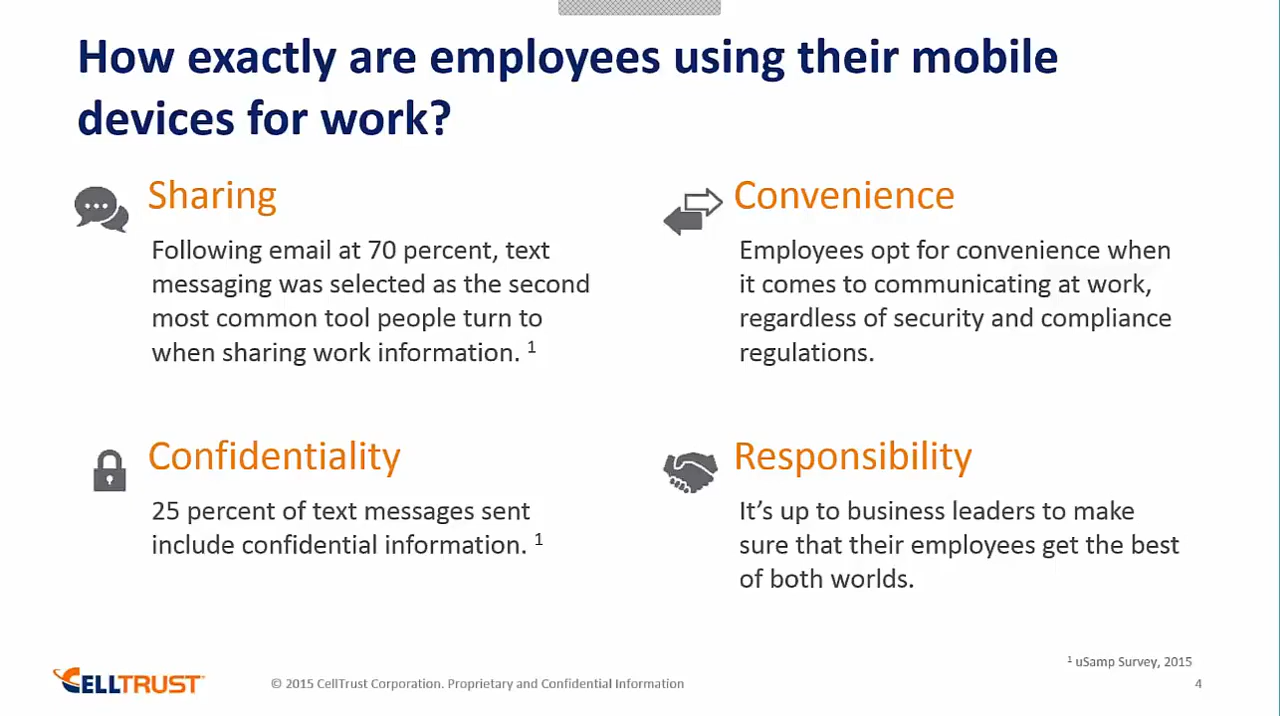 How exactly are employees using their mobile
devices for work?
Sharing
Following email at 70 percent, text
messaging was selected as the second
most common tool people turn to
when sharing work information. 1
Convenience
Employees opt for convenience when
it comes to communicating at work,
regardless of security and compliance
regulations.
Confidentiality
25 percent of text messages sent
include confidential information. 1
Responsibility
It's up to business leaders to make
sure that their employees get the best
of both worlds.
1 uSamp Survey, 2015
CELLTRUST
© 2015 CellTrust Corporation. Proprietary and Confidential Information
4